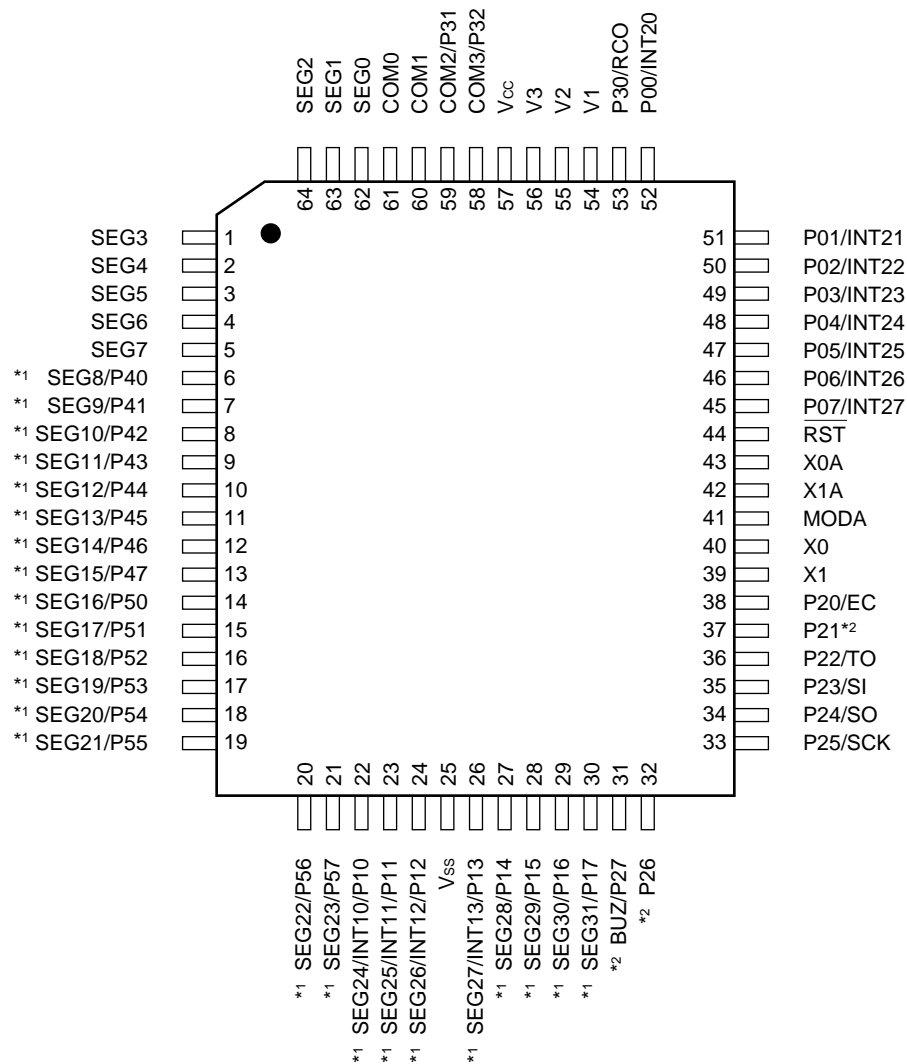 SEG2
SEG1
SEG0
COM0
COM1
COM2/P31
COM3/P32
VCC
V3
V2
V1
P30/RCO
P00/INT20
64
63
62
61
60
59
58
57
56
55
54
53
52
SEG3 1
SEG4 2
SEG5 3
SEG6 4
SEG7 5
*1 SEG8/P40 6
*1 SEG9/P41 7
*1 SEG10/P42 8
*1 SEG11/P43 9
*1 SEG12/P44 10
*1 SEG13/P45 11
*1 SEG14/P46 12
*1 SEG15/P47 13
*1 SEG16/P50 14
*1 SEG17/P51 15
*1 SEG18/P52 16
*1 SEG19/P53 17
*1 SEG20/P54 18
*1 SEG21/P55 19
51 P01/INT21
50 P02/INT22
49 P03/INT23
48 P04/INT24
47 P05/INT25
46 P06/INT26
45 P07/INT27
44 RST
43 X0A
42 X1A
41 MODA
40 X0
39 X1
38 P20/EC
37 P21*2
36 P22/TO
35 P23/SI
34 P24/SO
33 P25/SCK
20
21
22
23
24
25
26
27
28
29
30
31
32
*1 SEG22/P56
*1 SEG23/P57
*1 SEG24/INT10/P10
*1 SEG25/INT11/P11
*1 SEG26/INT12/P12
VSS
*1 SEG27/INT13/P13
*1 SEG28/P14
*1 SEG29/P15
*1 SEG30/P16
*1 SEG31/P17
*2 BUZ/P27
*2 P26